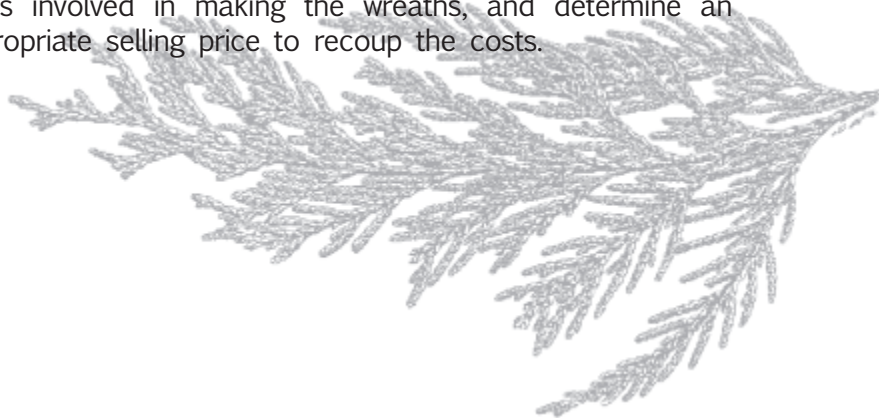 s involved in making the wreaths, and determine an
ropriate selling price to recoup the costs.